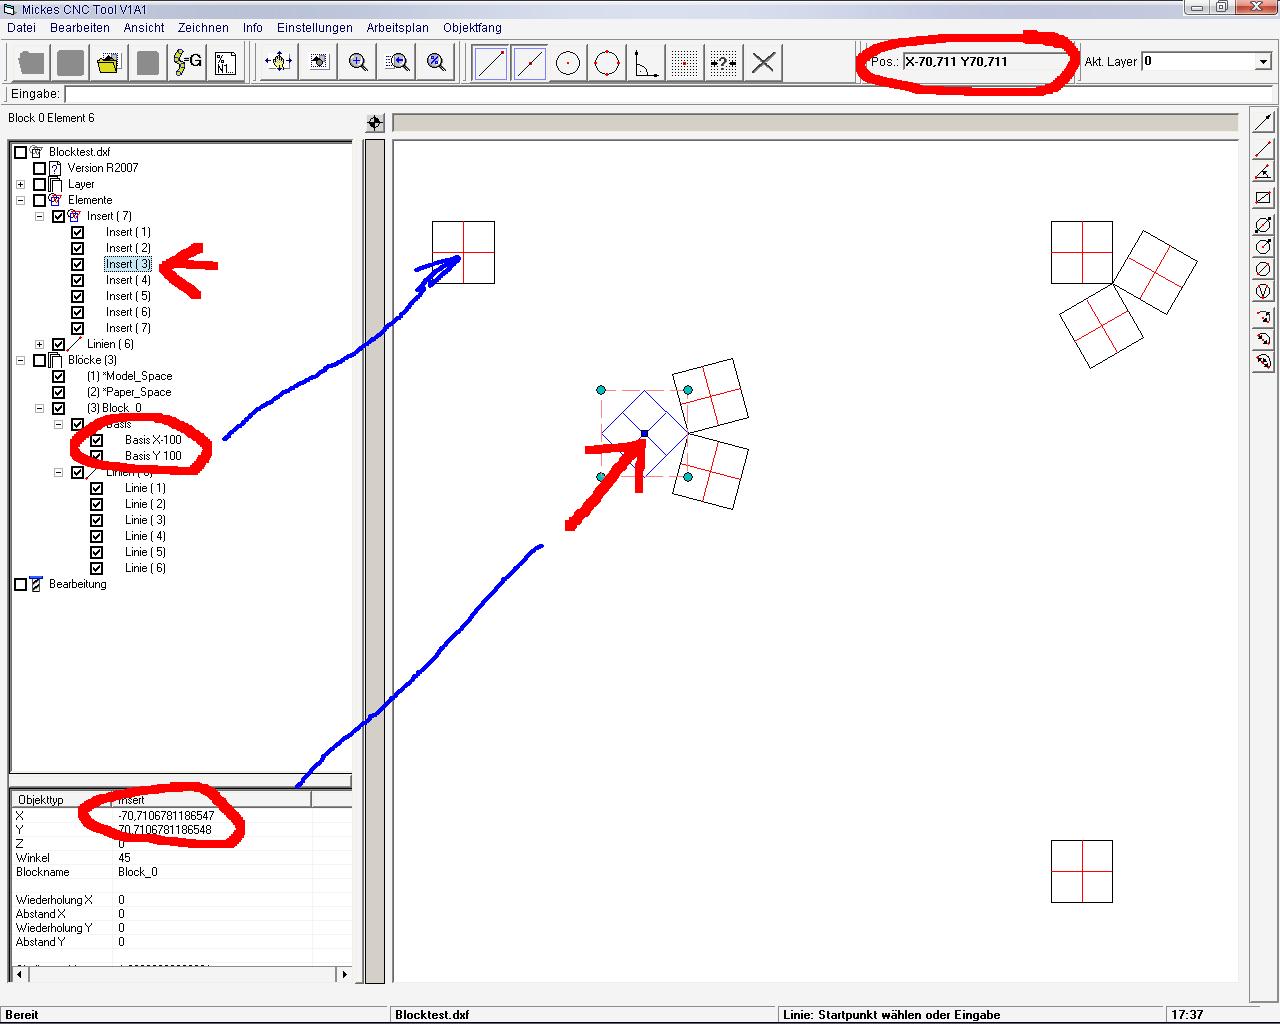 Mickes CNC Tool V1A1
Datei Bearbeiten Ansicht Zeichnen Info Einstellungen Arbeitsplan Objektfang
=G N1... ?
Pos.: X-70,711 Y70,711 Akt. Layer 0
Eingabe:
Block 0 Element 6
Blocktest.dxf
Version R2007
Layer
Elemente
Insert ( 7)
Insert ( 1)
Insert ( 2)
Insert ( 3)
Insert ( 4)
Insert ( 5)
Insert ( 6)
Insert ( 7)
Linien ( 6)
Blöcke (3)
(1) *Model_Space
(2) *Paper_Space
(3) Block_0
Basis
Basis X-100
Basis Y 100
Linie ( 1)
Linie ( 2)
Linie ( 3)
Linie ( 4)
Linie ( 5)
Linie ( 6)
Bearbeitung
Objekttyp Insert
X -70,7106781186547
Y 70,7106781186548
Z 0
Winkel 45
Blockname Block_0
Wiederholung X 0
Abstand X 0
Wiederholung Y 0
Abstand Y 0
Bereit Blocktest.dxf Linie: Startpunkt wählen oder Eingabe 17:37